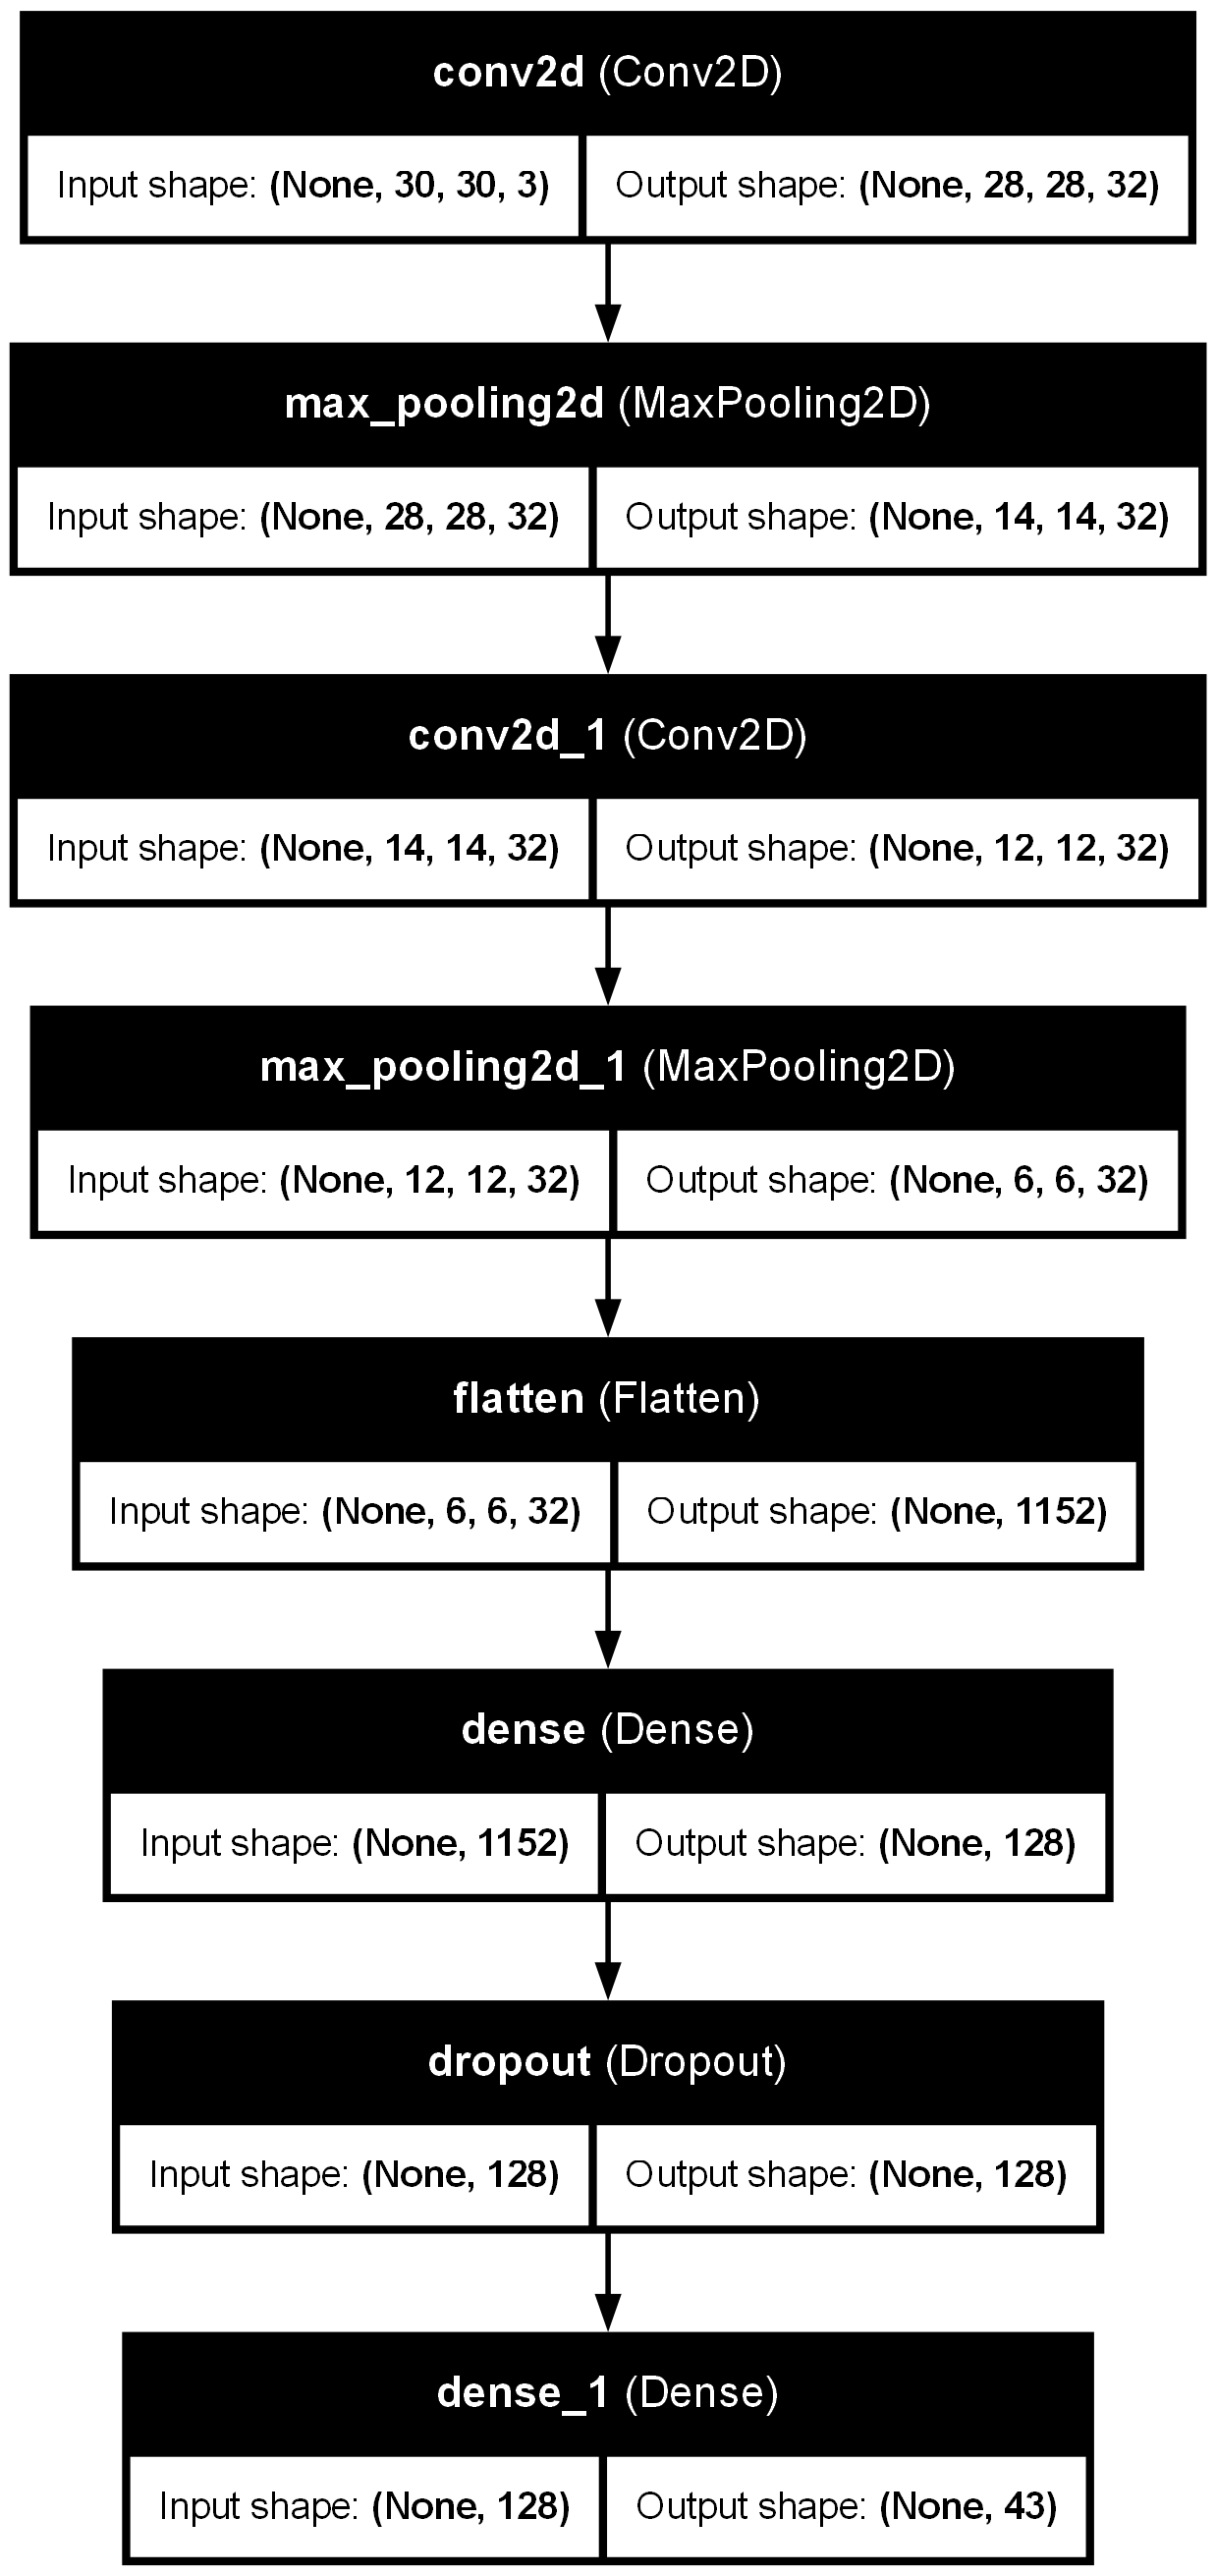 conv2d (Conv2D)
Input shape: (None, 30, 30, 3) Output shape: (None, 28, 28, 32)
max_pooling2d (MaxPooling2D)
Input shape: (None, 28, 28, 32) Output shape: (None, 14, 14, 32)
conv2d_1 (Conv2D)
Input shape: (None, 14, 14, 32) Output shape: (None, 12, 12, 32)
max_pooling2d_1 (MaxPooling2D)
Input shape: (None, 12, 12, 32) Output shape: (None, 6, 6, 32)
flatten (Flatten)
Input shape: (None, 6, 6, 32) Output shape: (None, 1152)
dense (Dense)
Input shape: (None, 1152) Output shape: (None, 128)
dropout (Dropout)
Input shape: (None, 128) Output shape: (None, 128)
dense_1 (Dense)
Input shape: (None, 128) Output shape: (None, 43)